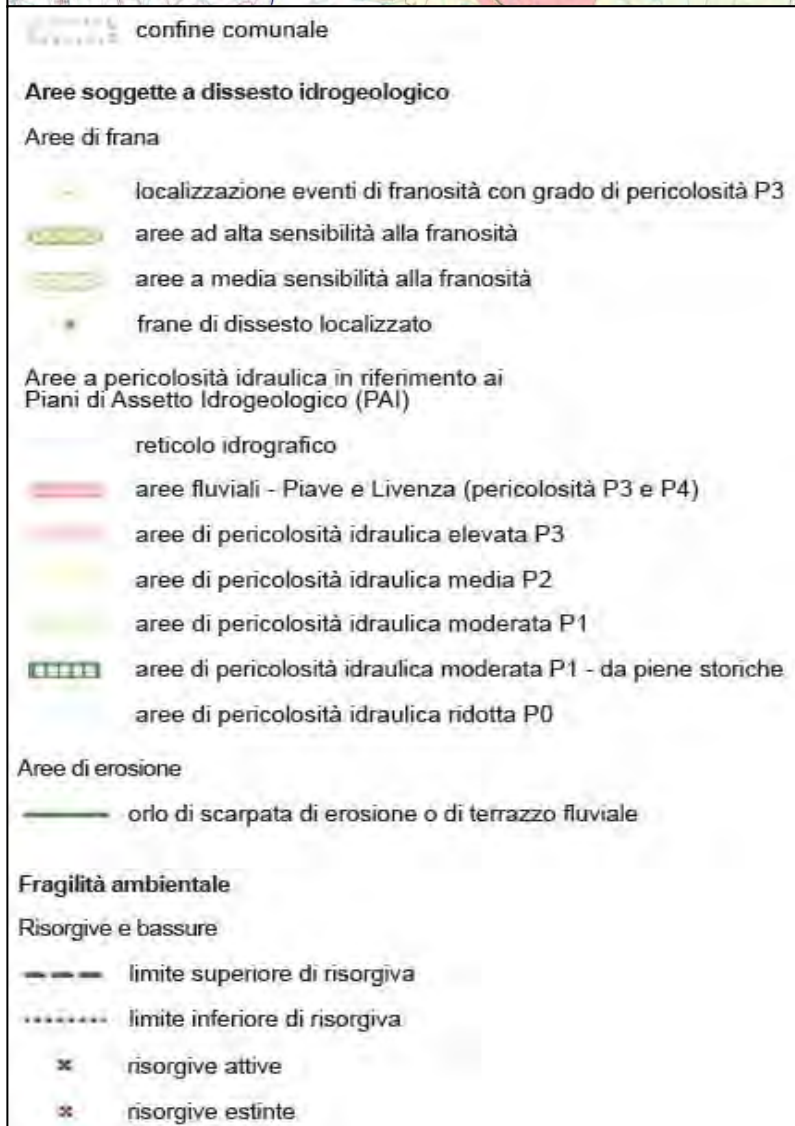 confine comunale
Aree soggette a dissesto idrogeologico
Aree di frana
localizzazione eventi di franosità con grado di pericolosità P3
aree ad alta sensibilità alla franosità
aree a media sensibilità alla franosità
frane di dissesto localizzato
Aree a pericolosità idraulica in riferimento ai
Piani di Assetto Idrogeologico (PAI)
reticolo idrografico
aree fluviali - Piave e Livenza (pericolosità P3 e P4)
aree di pericolosità idraulica elevata P3
aree di pericolosità idraulica media P2
aree di pericolosità idraulica moderata P1
aree di pericolosità idraulica moderata P1 - da piene storiche
aree di pericolosità idraulica ridotta P0
Aree di erosione
orlo di scarpata di erosione o di terrazzo fluviale
Fragilità ambientale
Risorgive e bassure
limite superiore di risorgiva
limite inferiore di risorgiva
risorgive attive
risorgive estinte